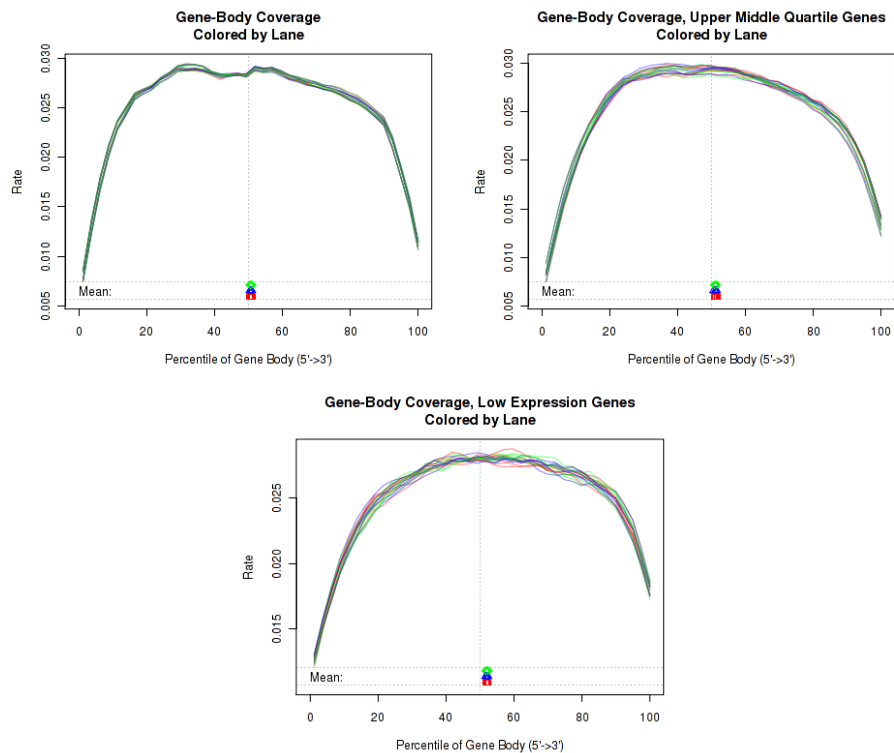 Gene-Body Coverage
Colored by Lane
Rate
0.005 0.010 0.015 0.020 0.025 0.030
Mean:
0 20 40 60 80 100
Percentile of Gene Body (5'->3')
Gene-Body Coverage, Upper Middle Quartile Genes
Colored by Lane
Rate
0.005 0.010 0.015 0.020 0.025 0.030
Mean:
0 20 40 60 80 100
Percentile of Gene Body (5'->3')
Gene-Body Coverage, Low Expression Genes
Colored by Lane
Rate
0.015 0.020 0.025
Mean:
0 20 40 60 80 100
Percentile of Gene Body (5'->3')